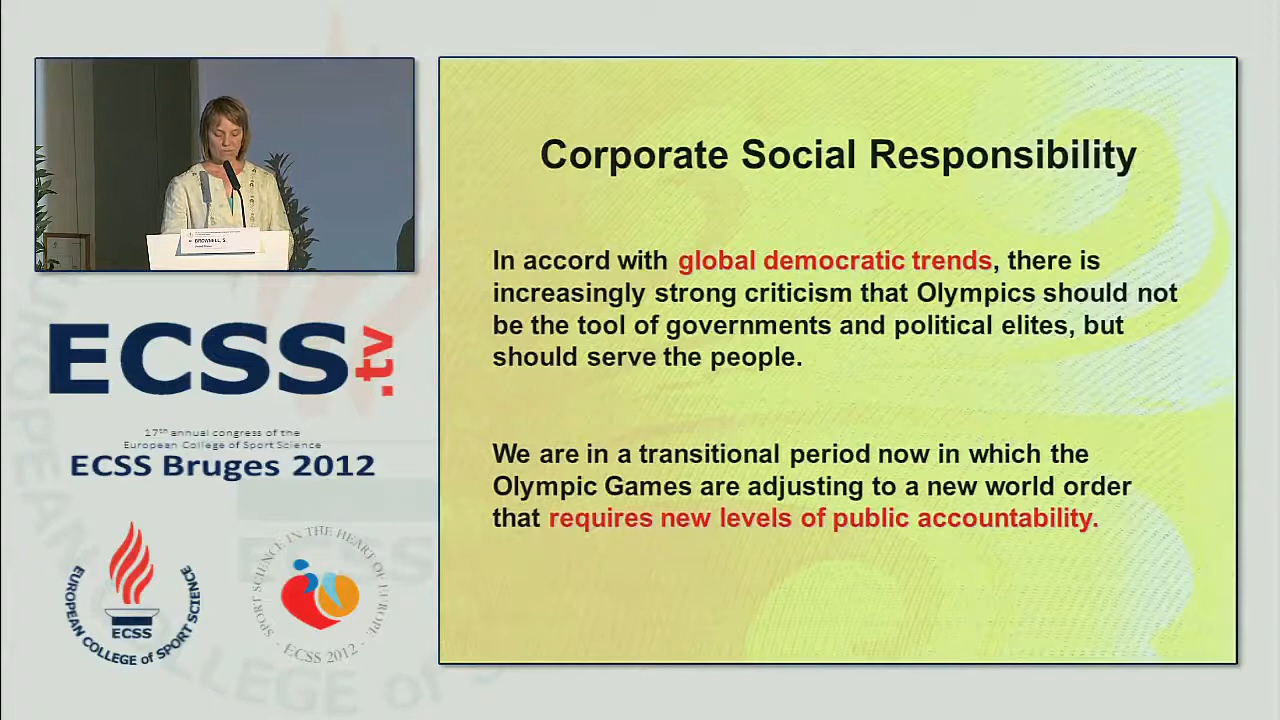 BROWNELL, S.
ECSS.tv
17th annual congress of the
European College of Sport Science
ECSS Bruges 2012
ECSS
EUROPEAN COLLEGE of SPORT SCIENCE
SPORT SCIENCE IN THE HEART OF EUROPE
- ECSS 2012 -
Corporate Social Responsibility
In accord with global democratic trends, there is
increasingly strong criticism that Olympics should not
be the tool of governments and political elites, but
should serve the people.
We are in a transitional period now in which the
Olympic Games are adjusting to a new world order
that requires new levels of public accountability.